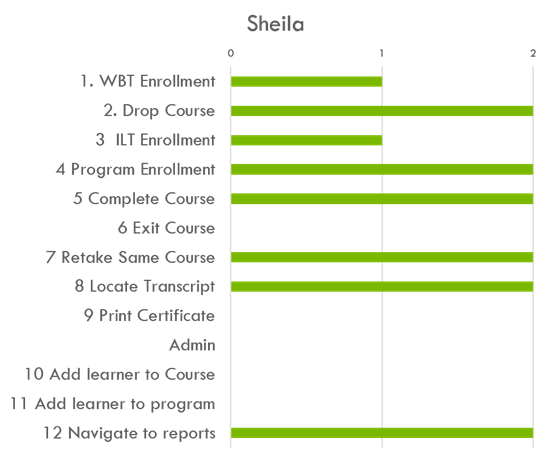 Sheila
0 1 2
1. WBT Enrollment
2. Drop Course
3  ILT Enrollment
4 Program Enrollment
5 Complete Course
6 Exit Course
7 Retake Same Course
8 Locate Transcript
9 Print Certificate
Admin
10 Add learner to Course
11 Add learner to program
12 Navigate to reports